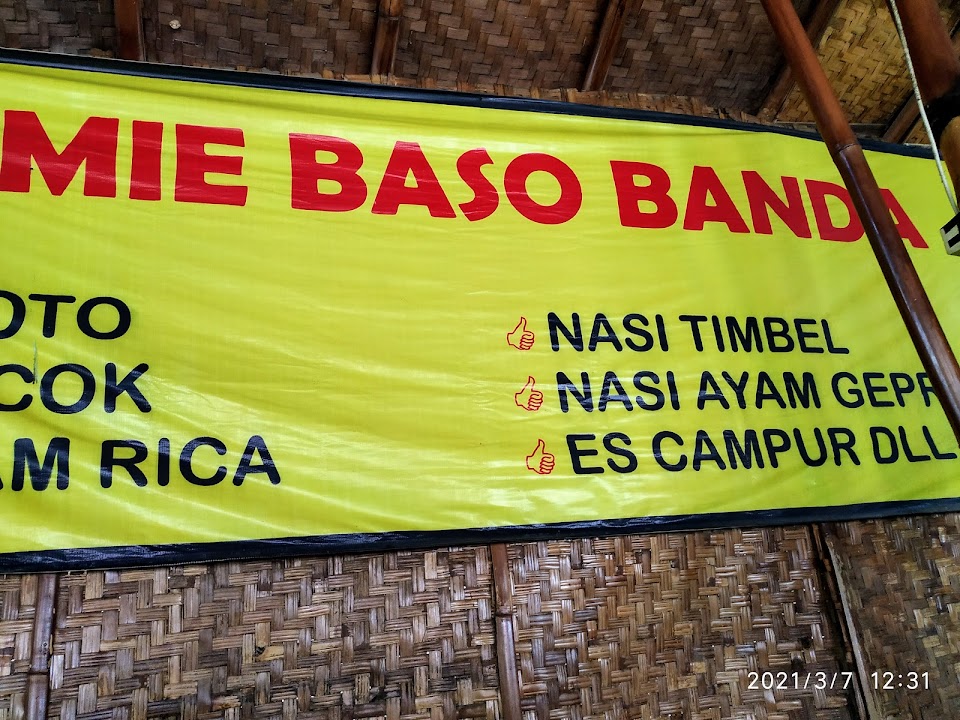 MIE BASO BANDA
OTO
COK
AM RICA
NASI TIMBEL
NASI AYAM GEPR
ES CAMPUR DLL.
2021/3/7 12:31